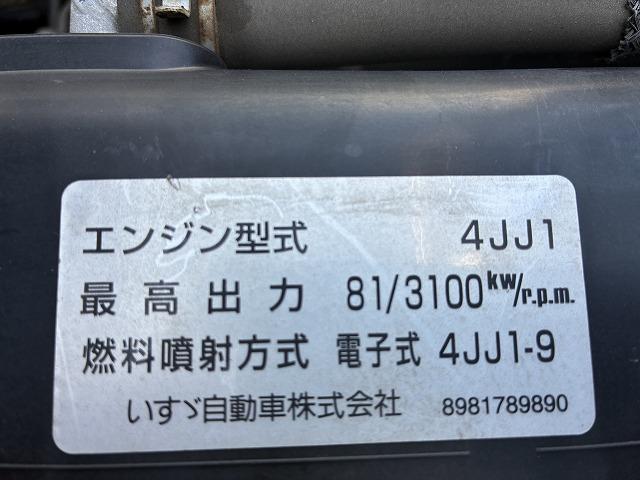 エンジン型式 4JJ1
最高出力 81/3100kw/r.p.m.
燃料噴射方式 電子式 4JJ1-9
いすゞ自動車株式会社 8981789890